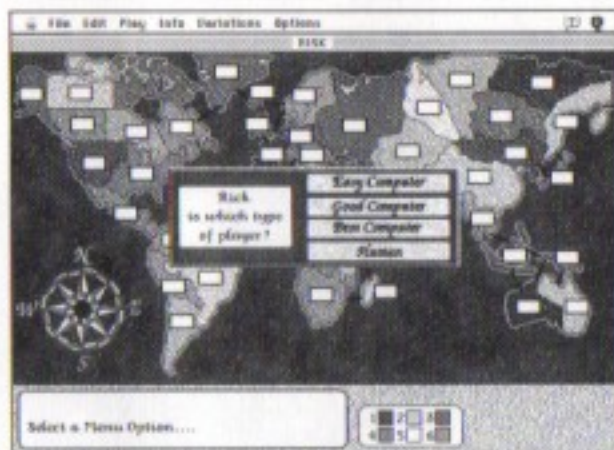 File Edit Play Info Variations Options
RISK
Rick
is which type
of player?
Easy Computer
Good Computer
Best Computer
Human
N
W
S
Select a Menu Option....
1 2 3
4 5 6